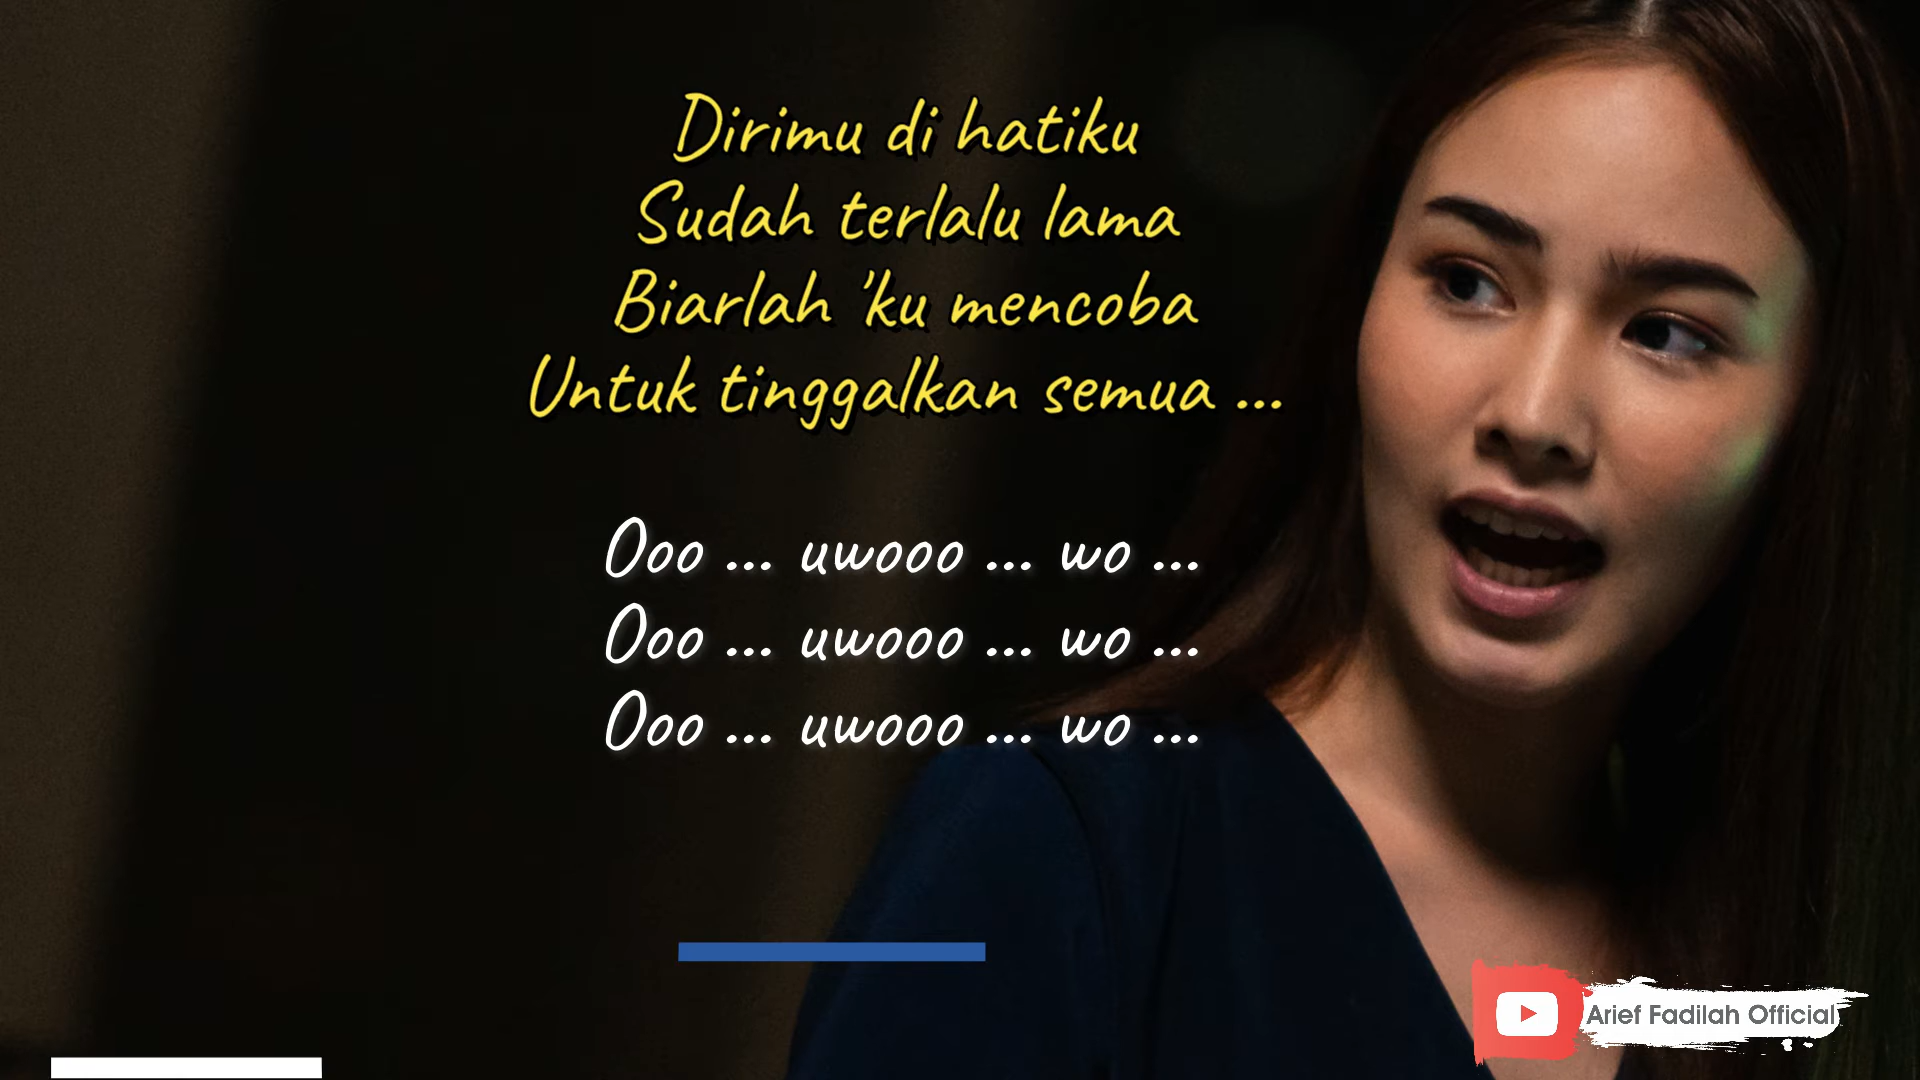 Dirimu di hatiku
Sudah terlalu lama
Biarlah 'ku mencoba
Untuk tinggalkan semua ...
Ooo ... uwooo ... wo ...
Ooo ... uwooo ... wo ...
Ooo ... uwooo ... wo ...
Arief Fadilah Official